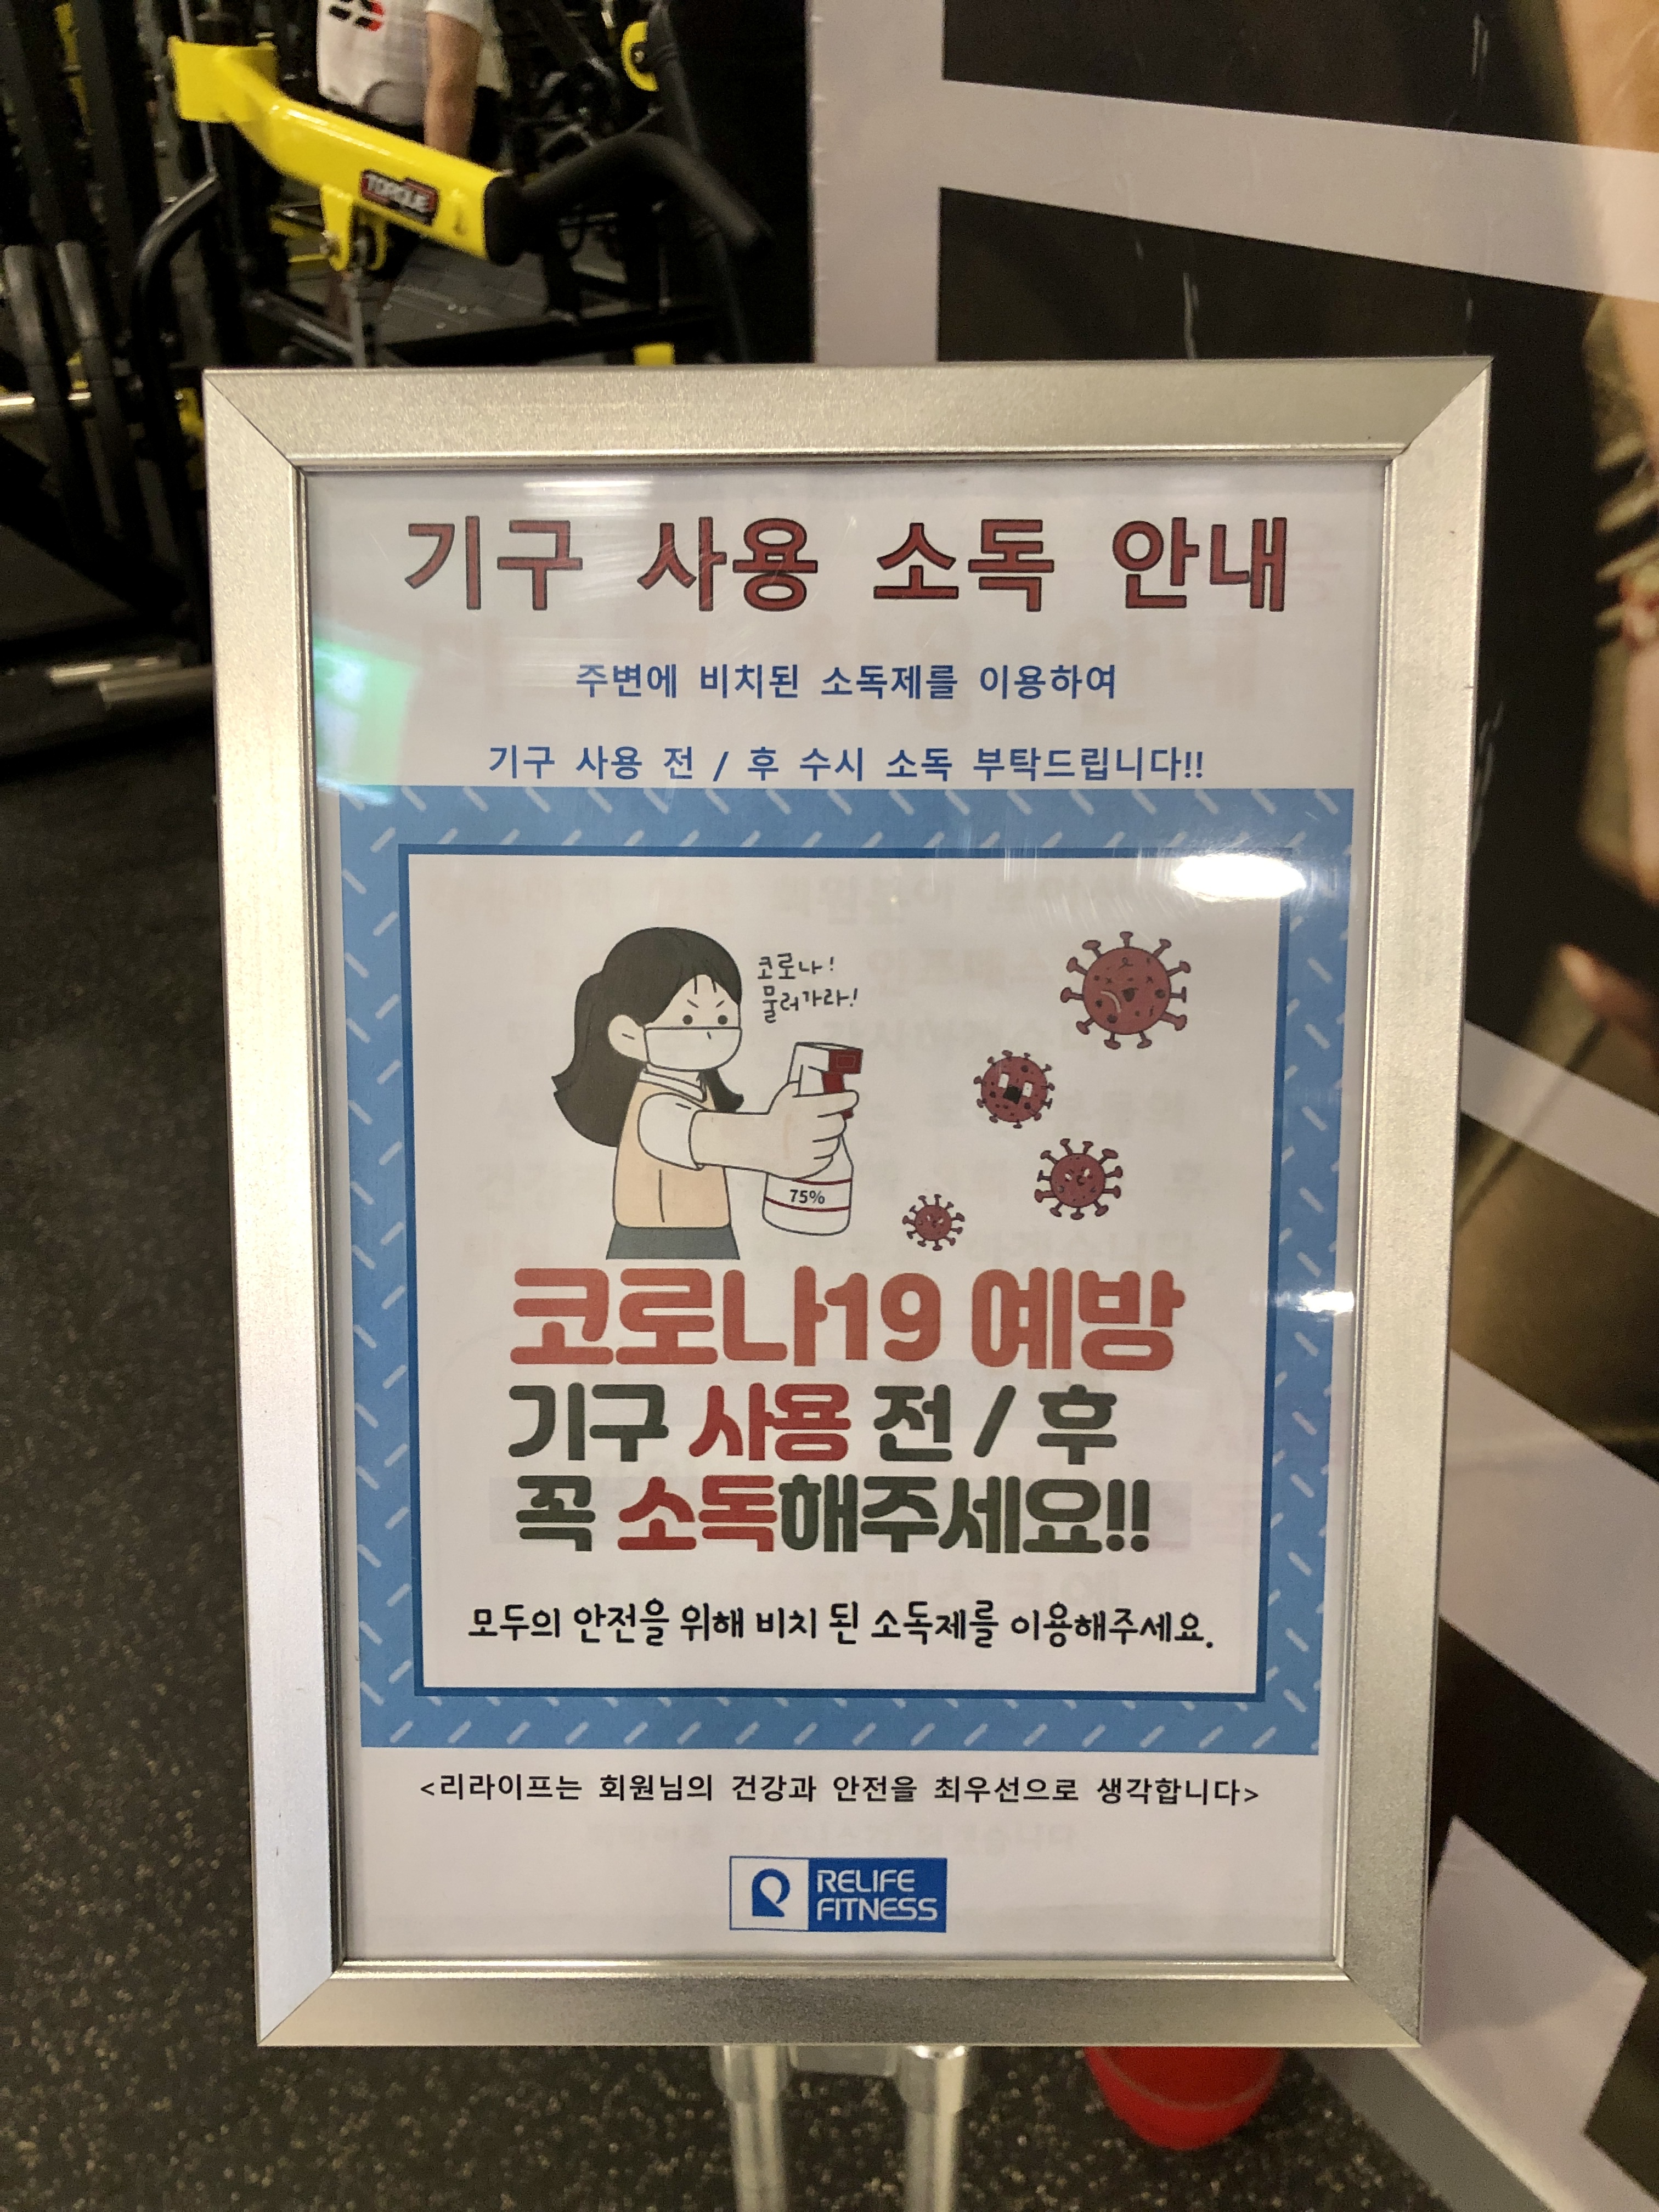 TORQUE
기구 사용 소독 안내
주변에 비치된 소독제를 이용하여
기구 사용 전 / 후 수시 소독 부탁드립니다!!
코로나!
물러가라!
75%
코로나19 예방
기구 사용 전 / 후
꼭 소독해주세요!!
모두의 안전을 위해 비치 된 소독제를 이용해주세요.
<리라이프는 회원님의 건강과 안전을 최우선으로 생각합니다>
RELIFE
FITNESS